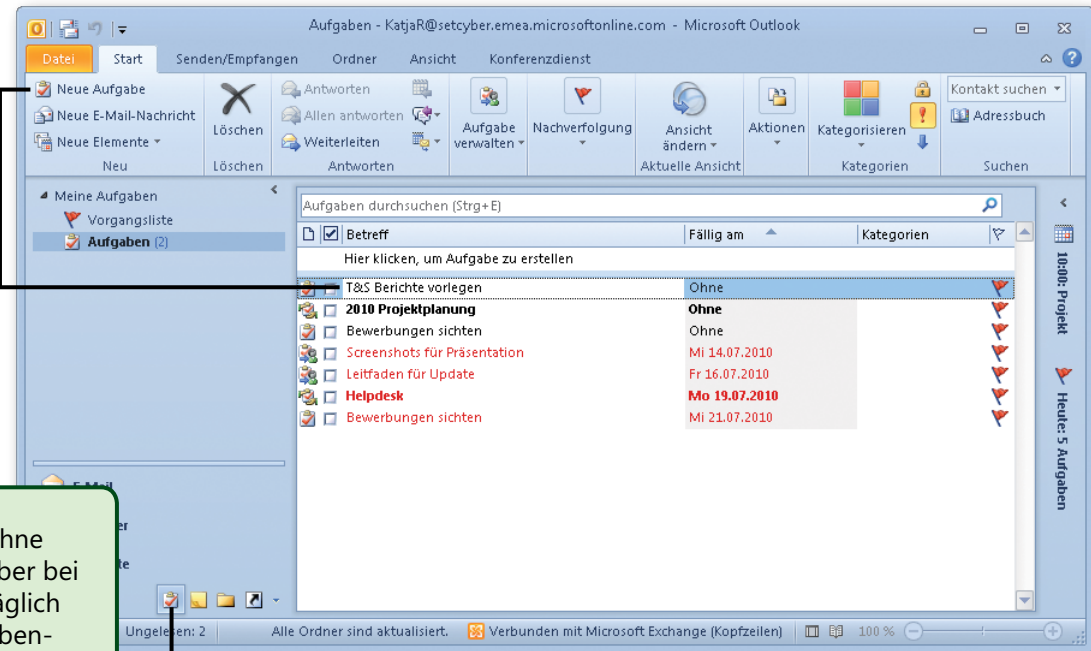 Aufgaben - KatjaR@setcyber.emea.microsoftonline.com - Microsoft Outlook
Datei Start Senden/Empfangen Ordner Ansicht Konferenzdienst
Neue Aufgabe
Neue E-Mail-Nachricht
Neue Elemente
Neu
Löschen
Löschen
Antworten
Allen antworten
Weiterleiten
Antworten
Aufgabe
verwalten
Nachverfolgung
Ansicht
ändern
Aktuelle Ansicht
Aktionen
Kategorisieren
Kategorien
Kontakt suchen
Adressbuch
Suchen
Meine Aufgaben
Vorgangsliste
Aufgaben (2)
Aufgaben durchsuchen (Strg+E)
Betreff Fällig am Kategorien
Hier klicken, um Aufgabe zu erstellen
T&S Berichte vorlegen Ohne
2010 Projektplanung Ohne
Bewerbungen sichten Ohne
Screenshots für Präsentation Mi 14.07.2010
Leitfaden für Update Fr 16.07.2010
Helpdesk Mo 19.07.2010
Bewerbungen sichten Mi 21.07.2010
10:00: Projekt
Heute: 5 Aufgaben
hne
ber bei
iglich
ben-
er
te
Ungelesen: 2 Alle Ordner sind aktualisiert. Verbunden mit Microsoft Exchange (Kopfzeilen) 100 %